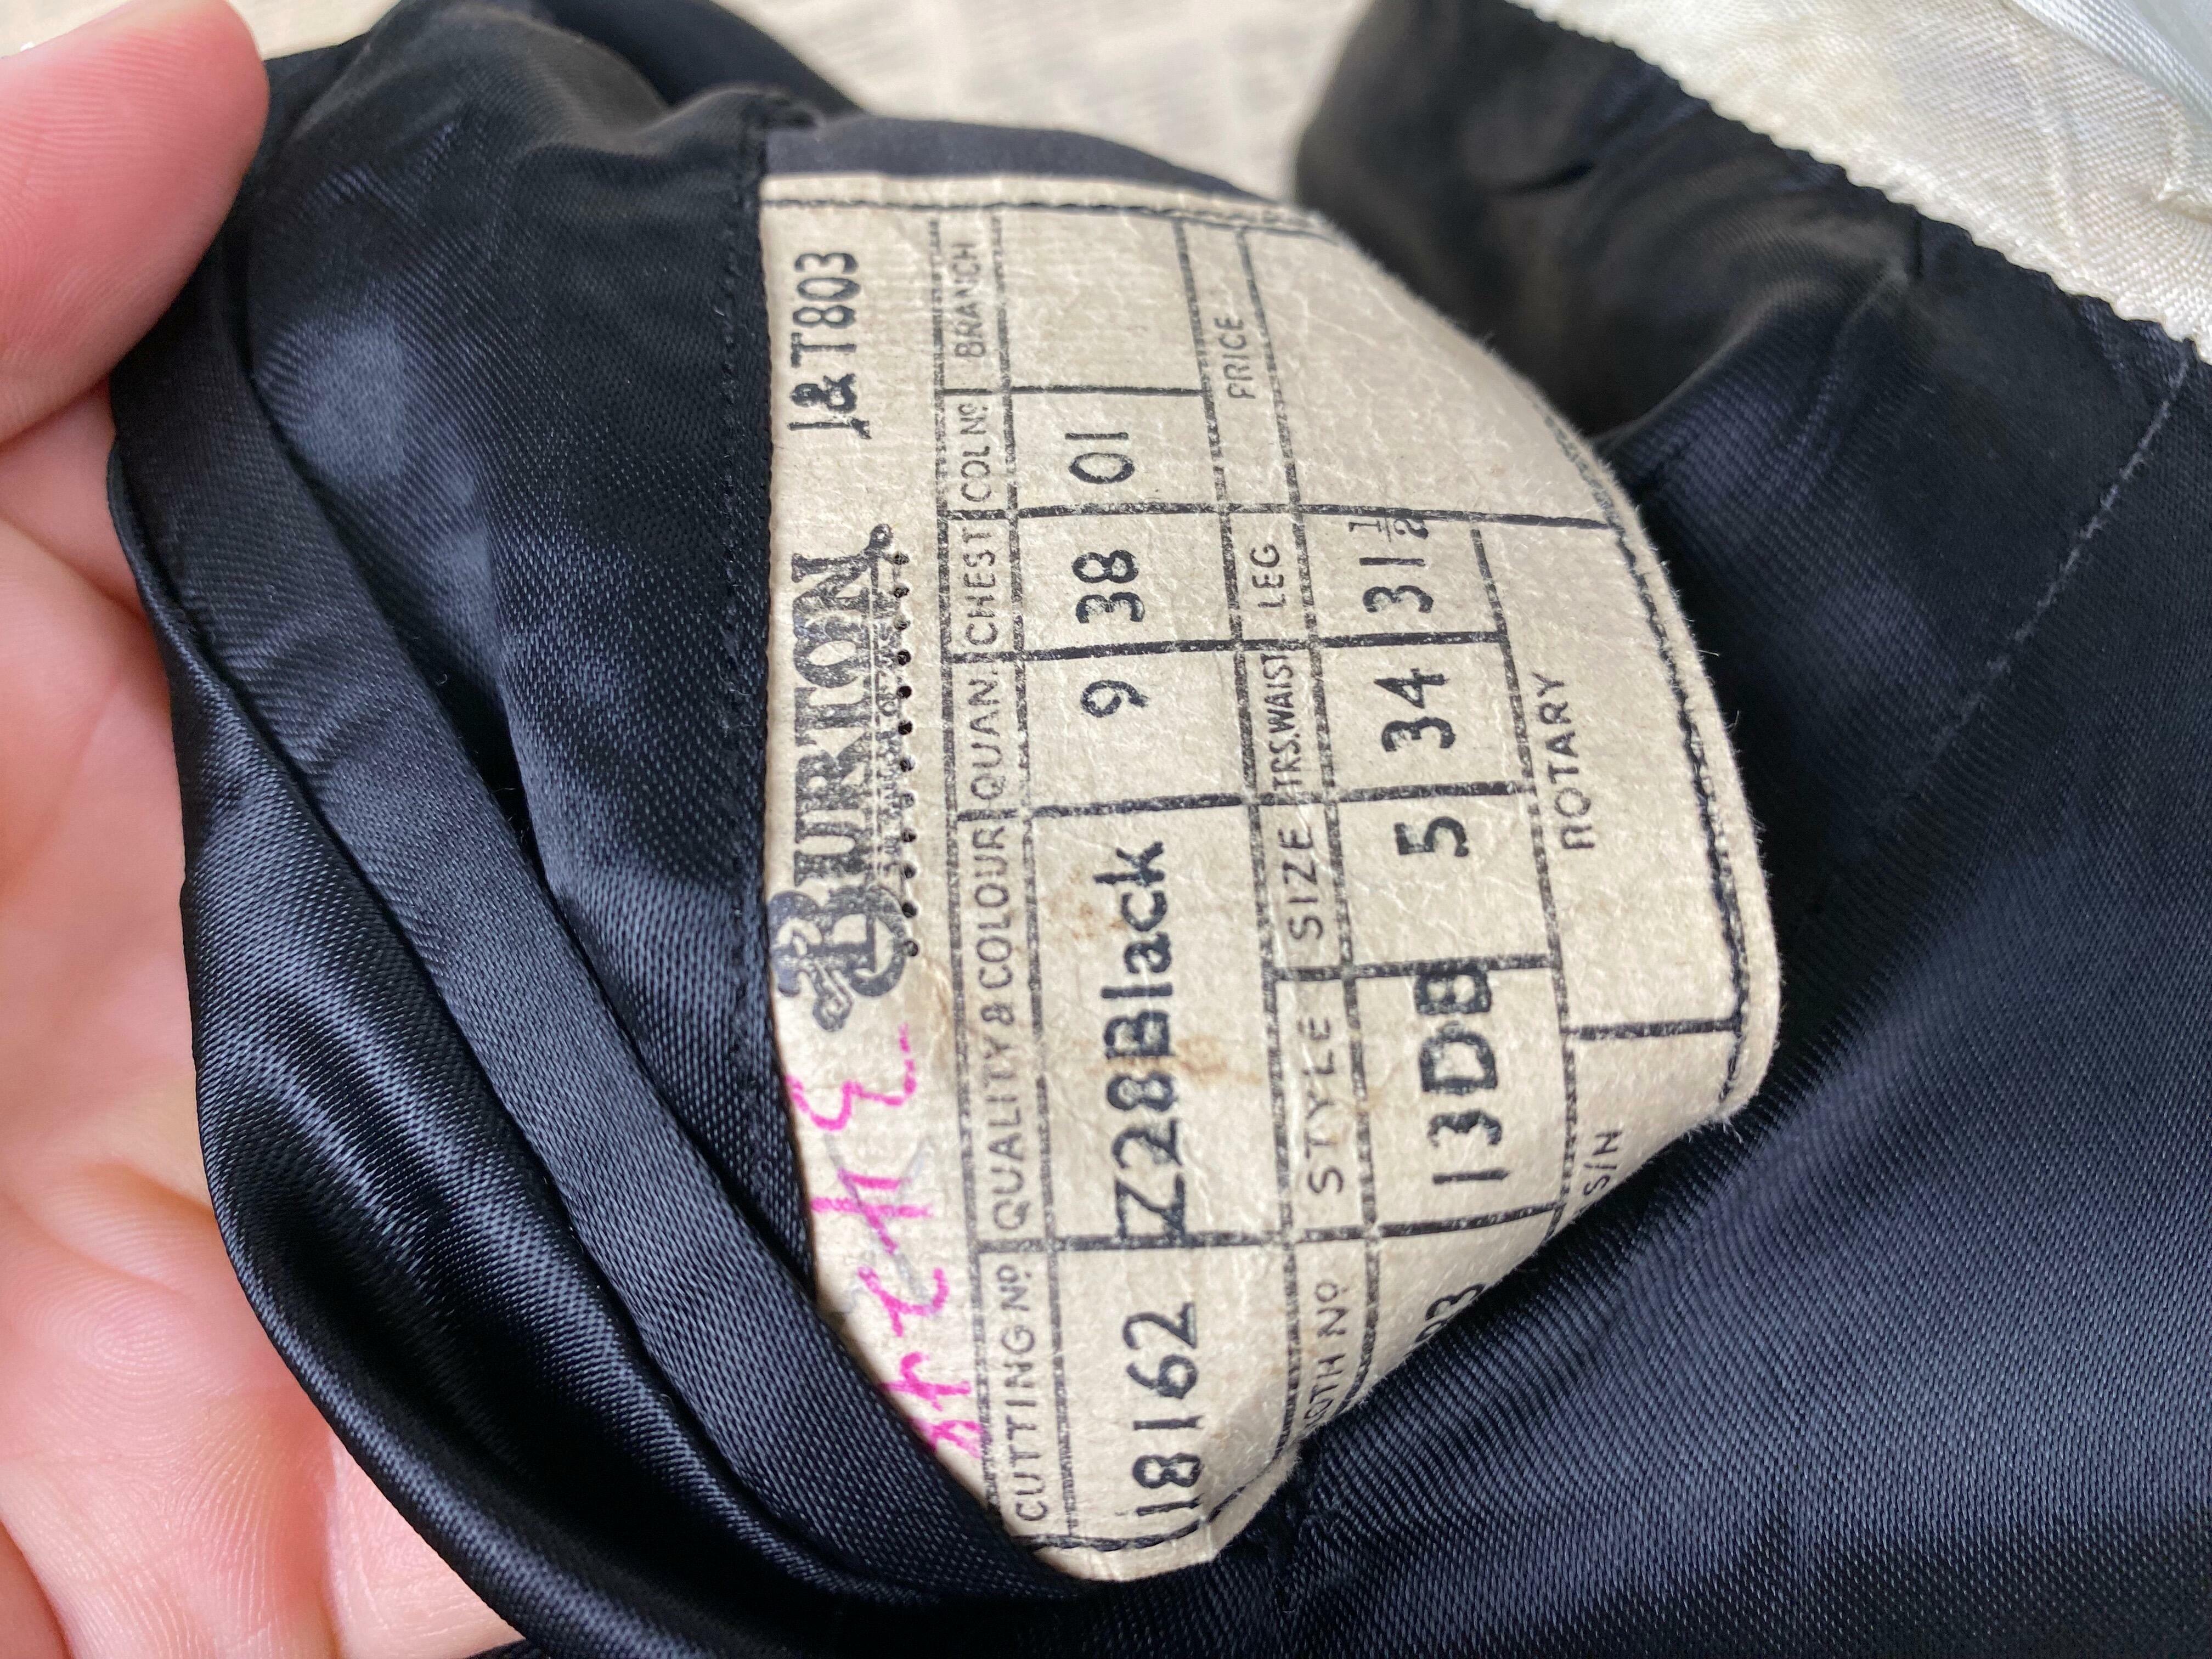 BURTON J&T803
CUTTING Nº QUALITY & COLOUR QUAN. CHEST COL Nº BRANCH
18162 Z28Black 9 38 01
STYLE SIZE TRS.WAIST LEG PRICE
13DB 5 34 31½
S/N ROTARY